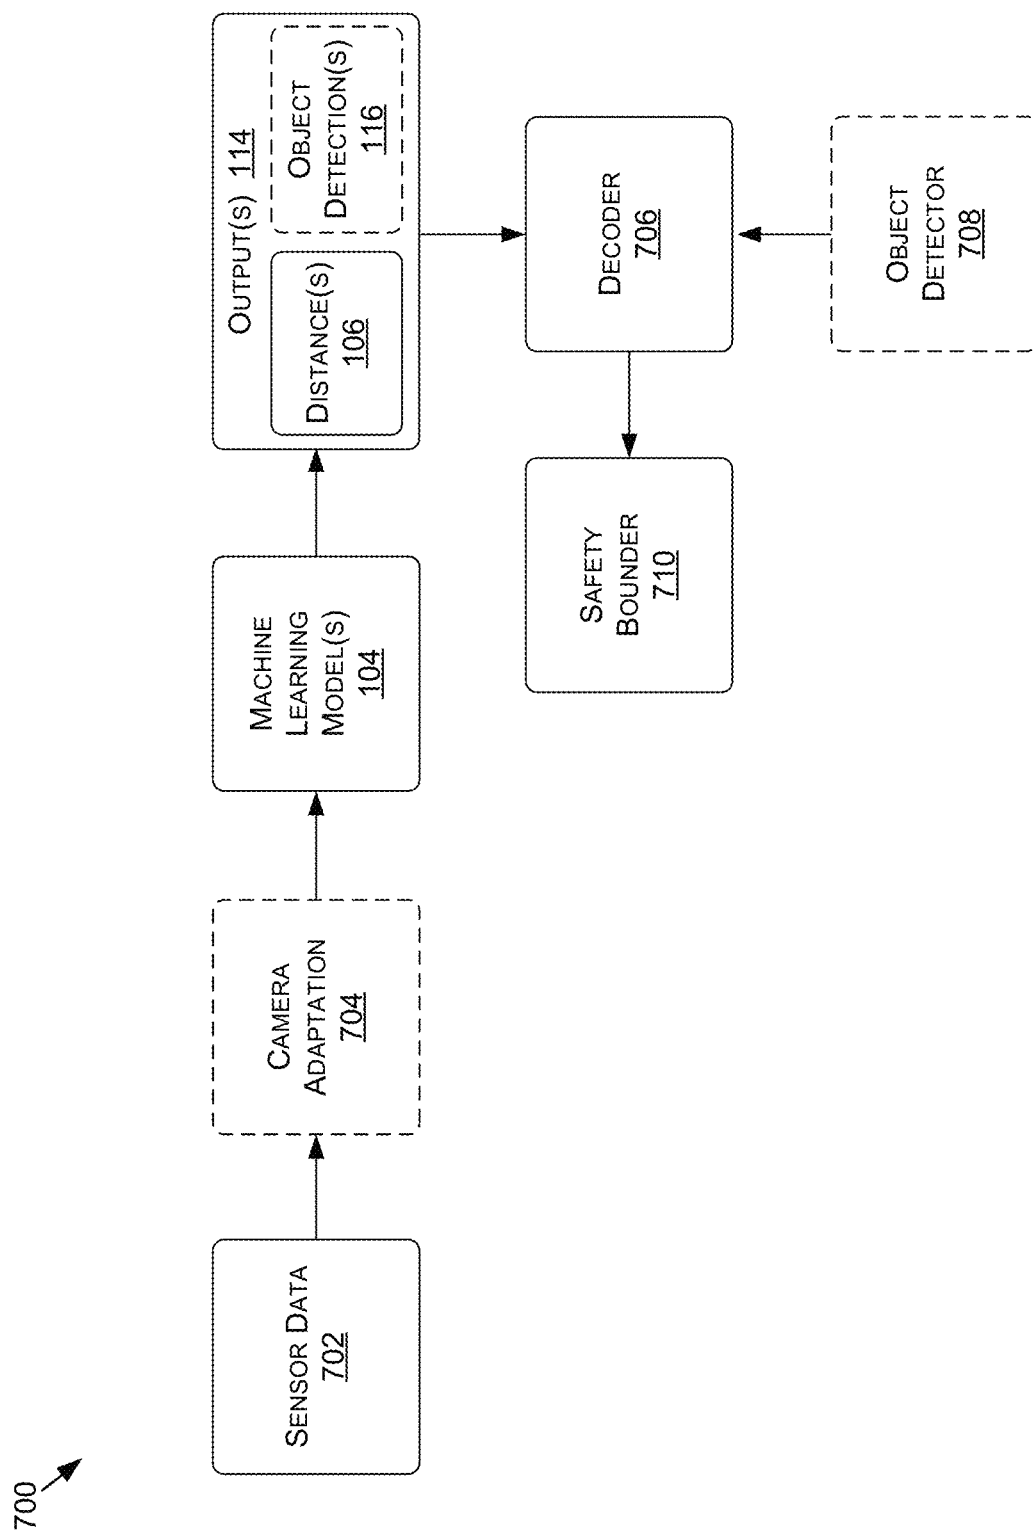 700
SENSOR DATA
702
CAMERA
ADAPTATION
704
MACHINE
LEARNING
MODEL(S)
104
OUTPUT(S) 114
DISTANCE(S)
106
OBJECT
DETECTION(S)
116
SAFETY
BOUNDER
710
DECODER
706
OBJECT
DETECTOR
708